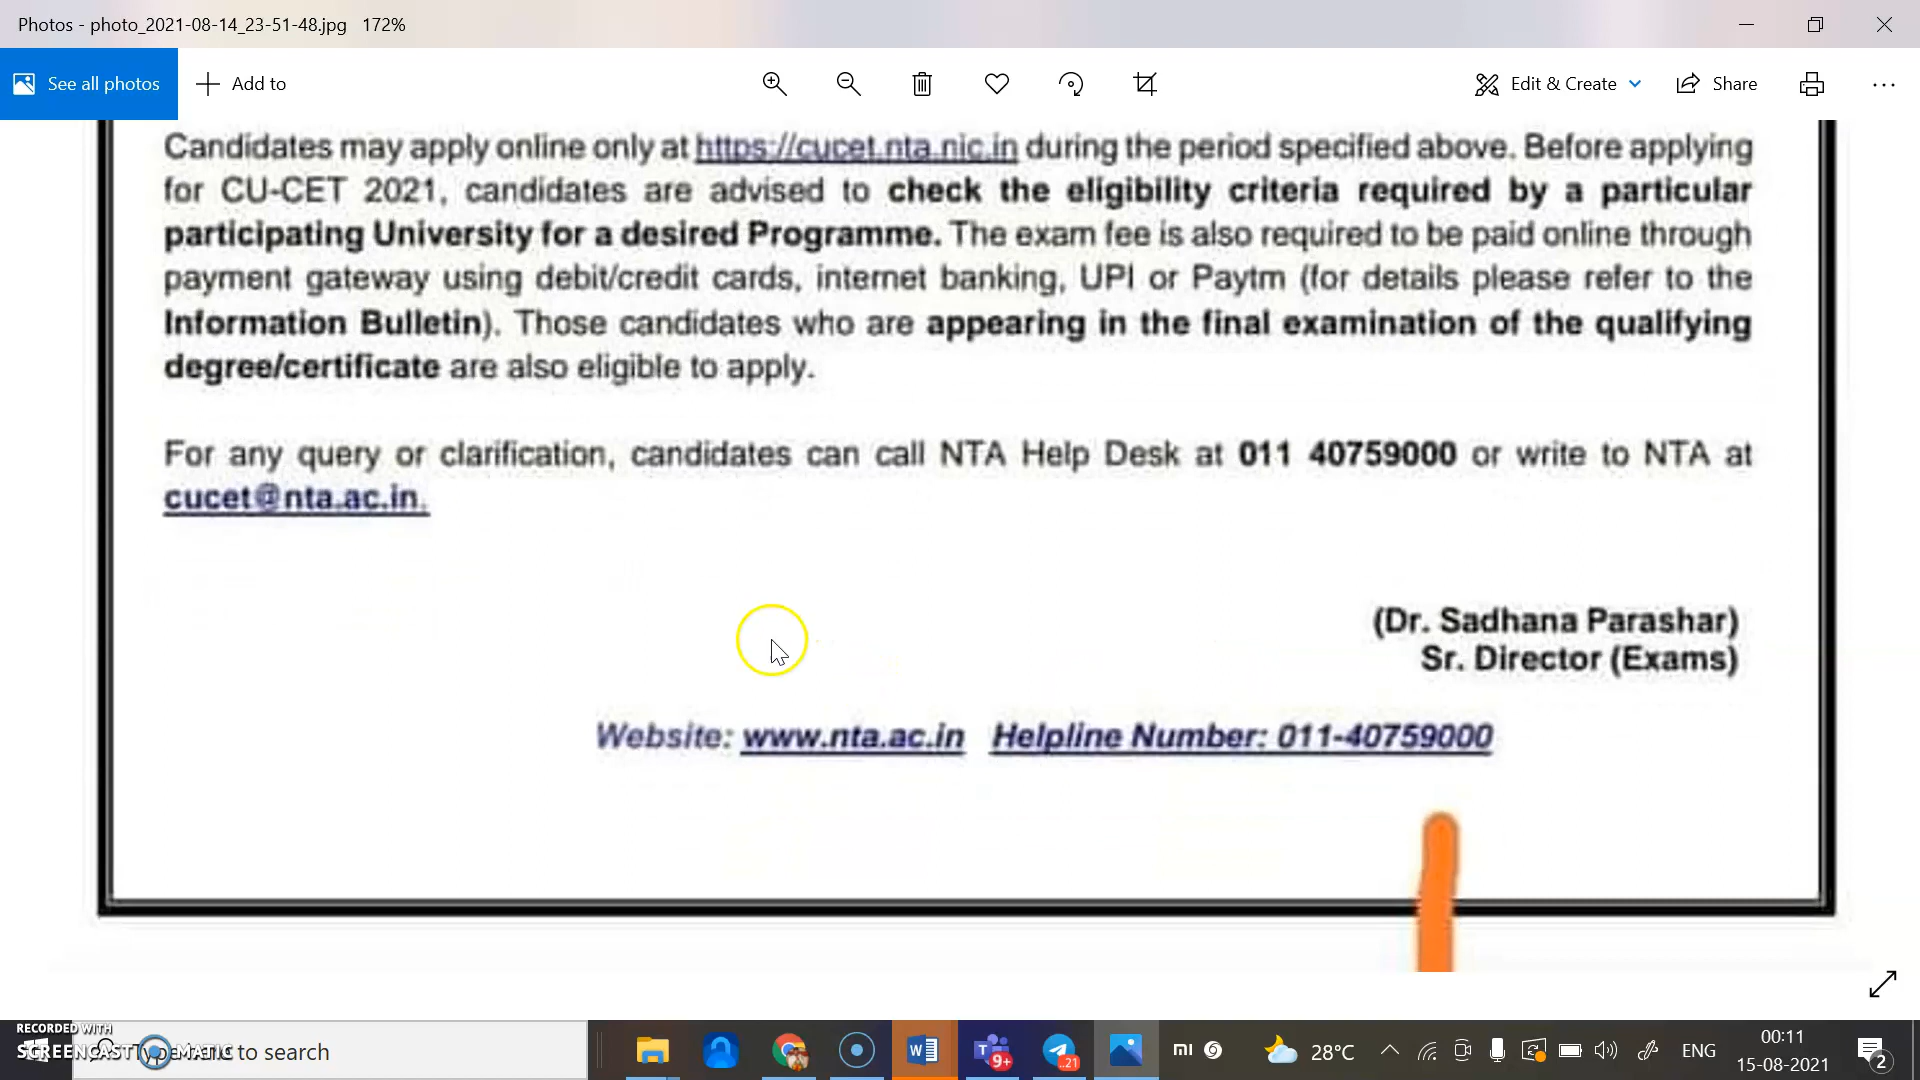 Photos - photo_2021-08-14_23-51-48.jpg 172%
See all photos
Add to
Edit & Create
Share
Candidates may apply online only at https://cucet.nta.nic.in during the period specified above. Before applying
for CU-CET 2021, candidates are advised to check the eligibility criteria required by a particular
participating University for a desired Programme. The exam fee is also required to be paid online through
payment gateway using debit/credit cards, internet banking, UPI or Paytm (for details please refer to the
Information Bulletin). Those candidates who are appearing in the final examination of the qualifying
degree/certificate are also eligible to apply.
For any query or clarification, candidates can call NTA Help Desk at 011 40759000 or write to NTA at
cucet@nta.ac.in.
(Dr. Sadhana Parashar)
Sr. Director (Exams)
Website: www.nta.ac.in Helpline Number: 011-40759000
RECORDED WITH
SCREENCAST MATIC
to search
9+
..21
mi
28°C
ENG
00:11
15-08-2021
2